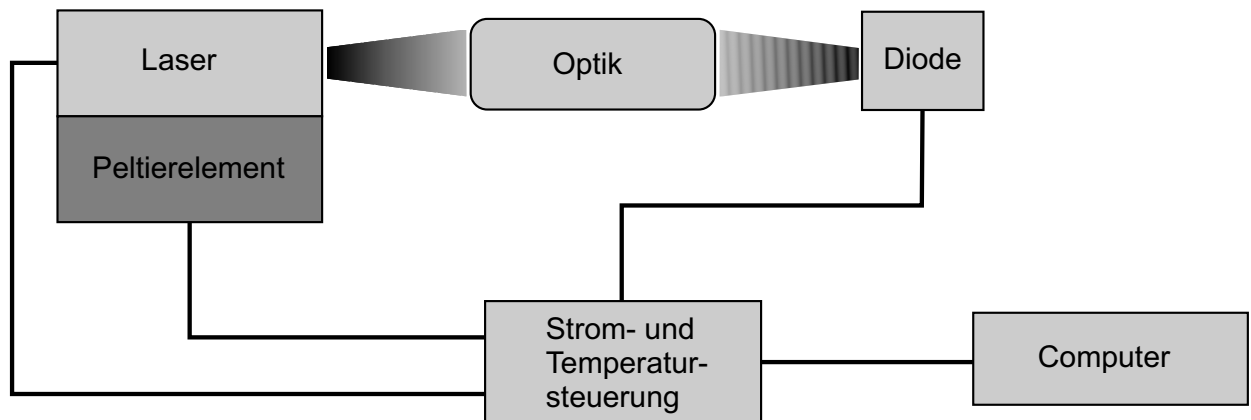 Laser
Optik
Diode
Peltierelement
Strom- und
Temperatur-
steuerung
Computer